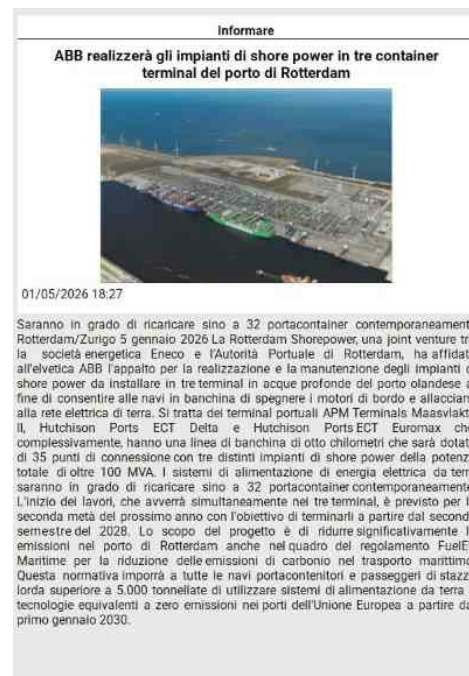 Informare
ABB realizzerà gli impianti di shore power in tre container
terminal del porto di Rotterdam
01/05/2026 18:27
Saranno in grado di ricaricare sino a 32 portacontainer contemporaneament
Rotterdam/Zurigo 5 gennaio 2026 La Rotterdam Shorepower, una joint venture tr
la società energetica Eneco e l'Autorità Portuale di Rotterdam, ha affidat
all'elvetica ABB l'appalto per la realizzazione e la manutenzione degli impianti d
shore power da installare in tre terminal in acque profonde del porto olandese a
fine di consentire alle navi in banchina di spegnere i motori di bordo e allacciars
alla rete elettrica di terra. Si tratta dei terminal portuali APM Terminals Maasvlakt
II, Hutchison Ports ECT Delta e Hutchison Ports ECT Euromax che
complessivamente, hanno una linea di banchina di otto chilometri che sarà dotat
di 35 punti di connessione con tre distinti impianti di shore power della potenz
totale di oltre 100 MVA. I sistemi di alimentazione di energia elettrica da terr
saranno in grado di ricaricare sino a 32 portacontainer contemporaneamente
L'inizio dei lavori, che avverrà simultaneamente nei tre terminal, è previsto per l
seconda metà del prossimo anno con l'obiettivo di terminarli a partire dal second
semestre del 2028. Lo scopo del progetto è di ridurre significativamente l
emissioni nel porto di Rotterdam anche nel quadro del regolamento FuelE
Maritime per la riduzione delle emissioni di carbonio nel trasporto marittimo
Questa normativa imporrà a tutte le navi portacontenitori e passeggeri di stazz
lorda superiore a 5.000 tonnellate di utilizzare sistemi di alimentazione da terra
tecnologie equivalenti a zero emissioni nei porti dell'Unione Europea a partire da
primo gennaio 2030.